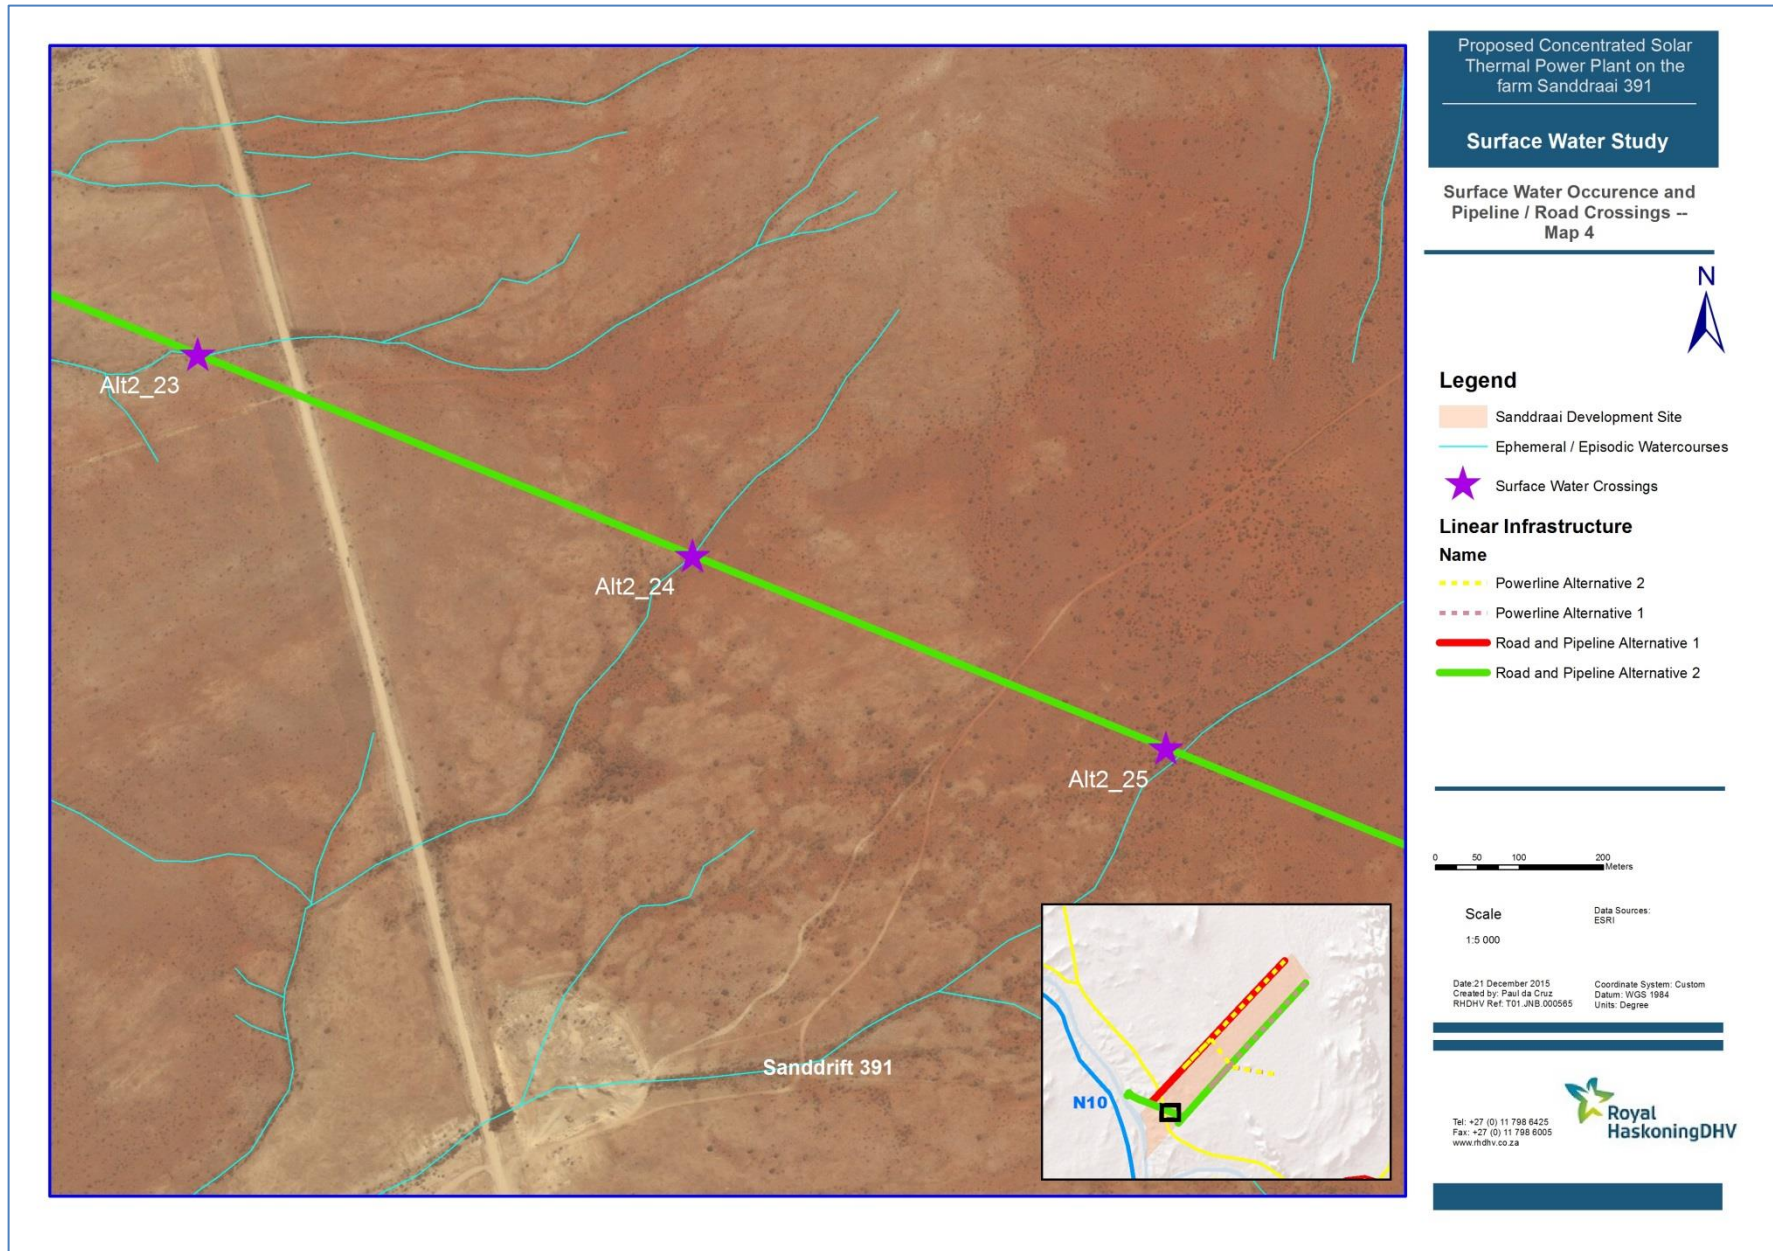 Proposed Concentrated Solar
Thermal Power Plant on the
farm Sanddraai 391
Surface Water Study
Surface Water Occurence and
Pipeline / Road Crossings --
Map 4
N
Legend
Sanddraai Development Site
Ephemeral / Episodic Watercourses
Surface Water Crossings
Linear Infrastructure
Name
Powerline Alternative 2
Powerline Alternative 1
Road and Pipeline Alternative 1
Road and Pipeline Alternative 2
0 50 100 200
Meters
Scale
1:5 000
Data Sources:
ESRI
Date:21 December 2015
Created by: Paul da Cruz
RHDHV Ref: T01.JNB.000565
Coordinate System: Custom
Datum: WGS 1984
Units: Degree
Tel: +27 (0) 11 798 6425
Fax: +27 (0) 11 798 6005
www.rhdhv.co.za
Royal
HaskoningDHV
Alt2_23
Alt2_24
Alt2_25
Sanddrift 391
N10